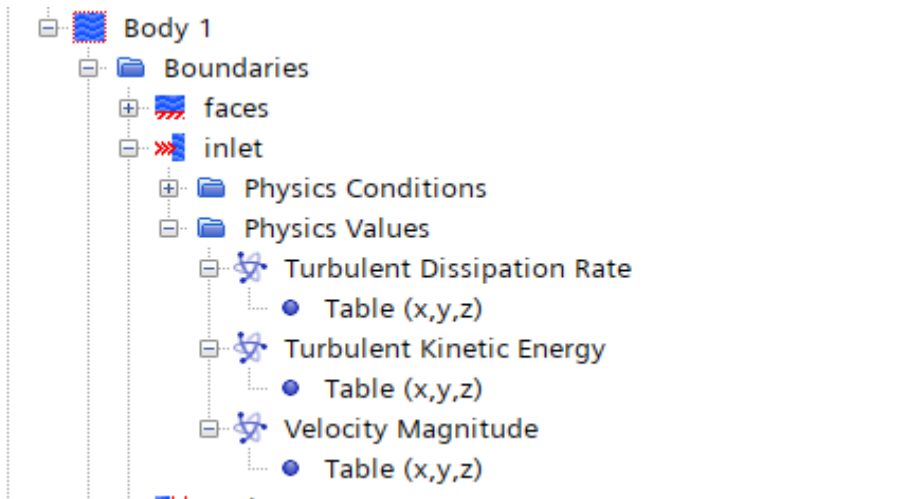 Body 1
Boundaries
faces
inlet
Physics Conditions
Physics Values
Turbulent Dissipation Rate
Table (x,y,z)
Turbulent Kinetic Energy
Table (x,y,z)
Velocity Magnitude
Table (x,y,z)